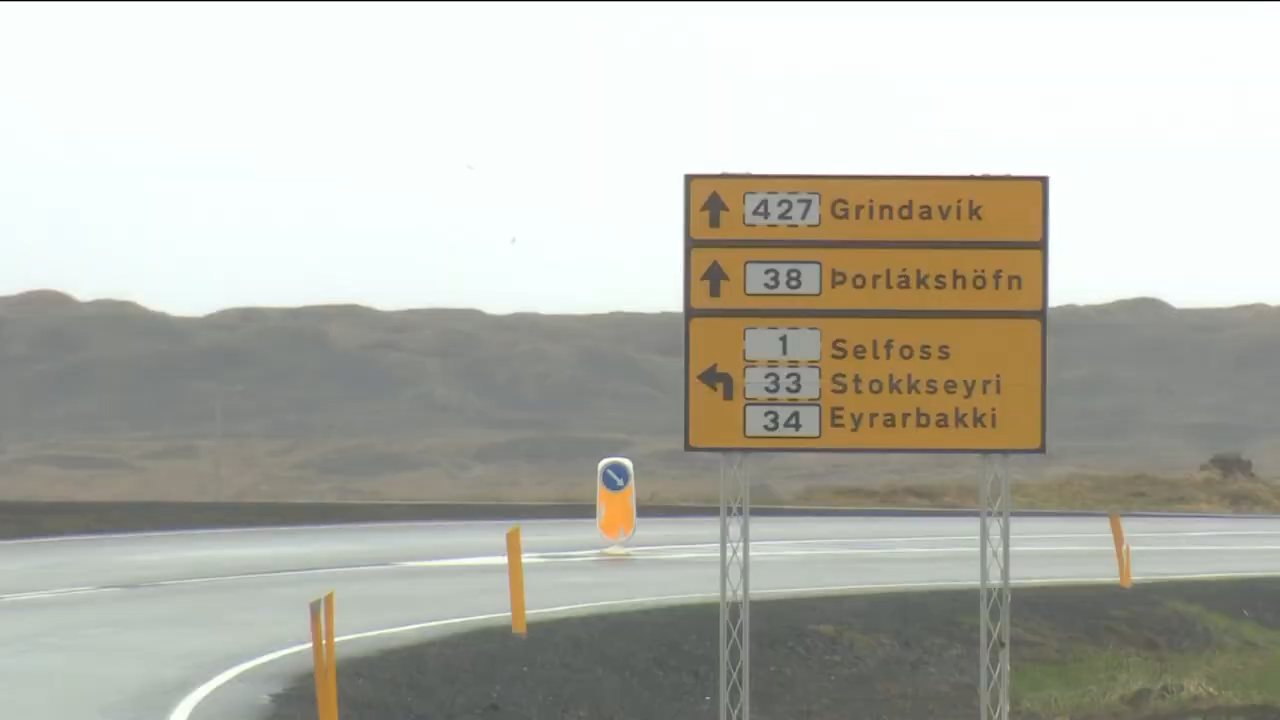 427 Grindavík
38 Þorlákshöfn
1 Selfoss
33 Stokkseyri
34 Eyrarbakki